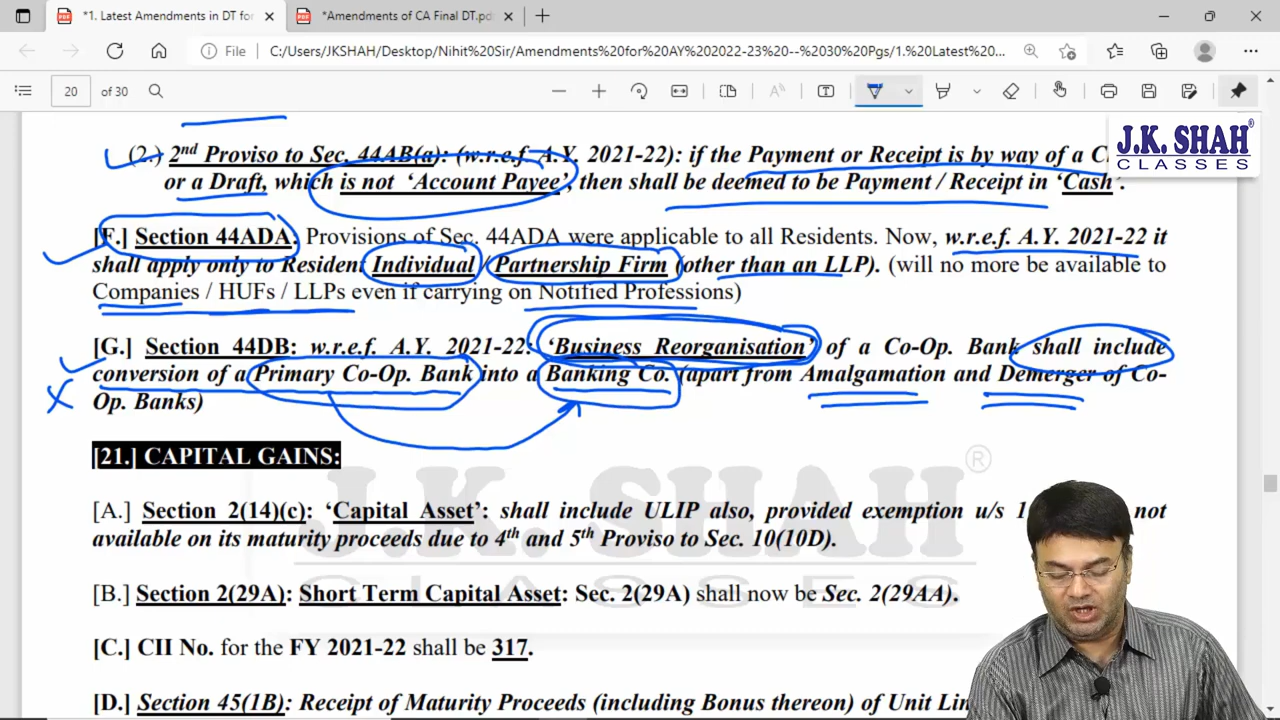 *1. Latest Amendments in DT for
*Amendments of CA Final DT.pd
File C:/Users/JKSHAH/Desktop/Nihit%20Sir/Amendments%20for%20AY%202022-23%20--%2030%20Pgs/1.%20Latest%20...
20 of 30
J.K. SHAH®
CLASSES
(2.) 2nd Proviso to Sec. 44AB(a): (w.r.e.f. A.Y. 2021-22): if the Payment or Receipt is by way of a
or a Draft, which is not ‘Account Payee’, then shall be deemed to be Payment / Receipt in ‘Cash’.
[F.] Section 44ADA. Provisions of Sec. 44ADA were applicable to all Residents. Now, w.r.e.f. A.Y. 2021-22 it
shall apply only to Resident Individual / Partnership Firm (other than an LLP). (will no more be available to
Companies / HUFs / LLPs even if carrying on Notified Professions)
[G.] Section 44DB: w.r.e.f. A.Y. 2021-22: ‘Business Reorganisation’ of a Co-Op. Bank shall include
conversion of a Primary Co-Op. Bank into a Banking Co. (apart from Amalgamation and Demerger of Co-
Op. Banks)
[21.] CAPITAL GAINS:
J.K. SHAH®
CLASSES
[A.] Section 2(14)(c): ‘Capital Asset’: shall include ULIP also, provided exemption u/s 1 not
available on its maturity proceeds due to 4th and 5th Proviso to Sec. 10(10D).
[B.] Section 2(29A): Short Term Capital Asset: Sec. 2(29A) shall now be Sec. 2(29AA).
[C.] CII No. for the FY 2021-22 shall be 317.
[D.] Section 45(1B): Receipt of Maturity Proceeds (including Bonus thereon) of Unit Lin